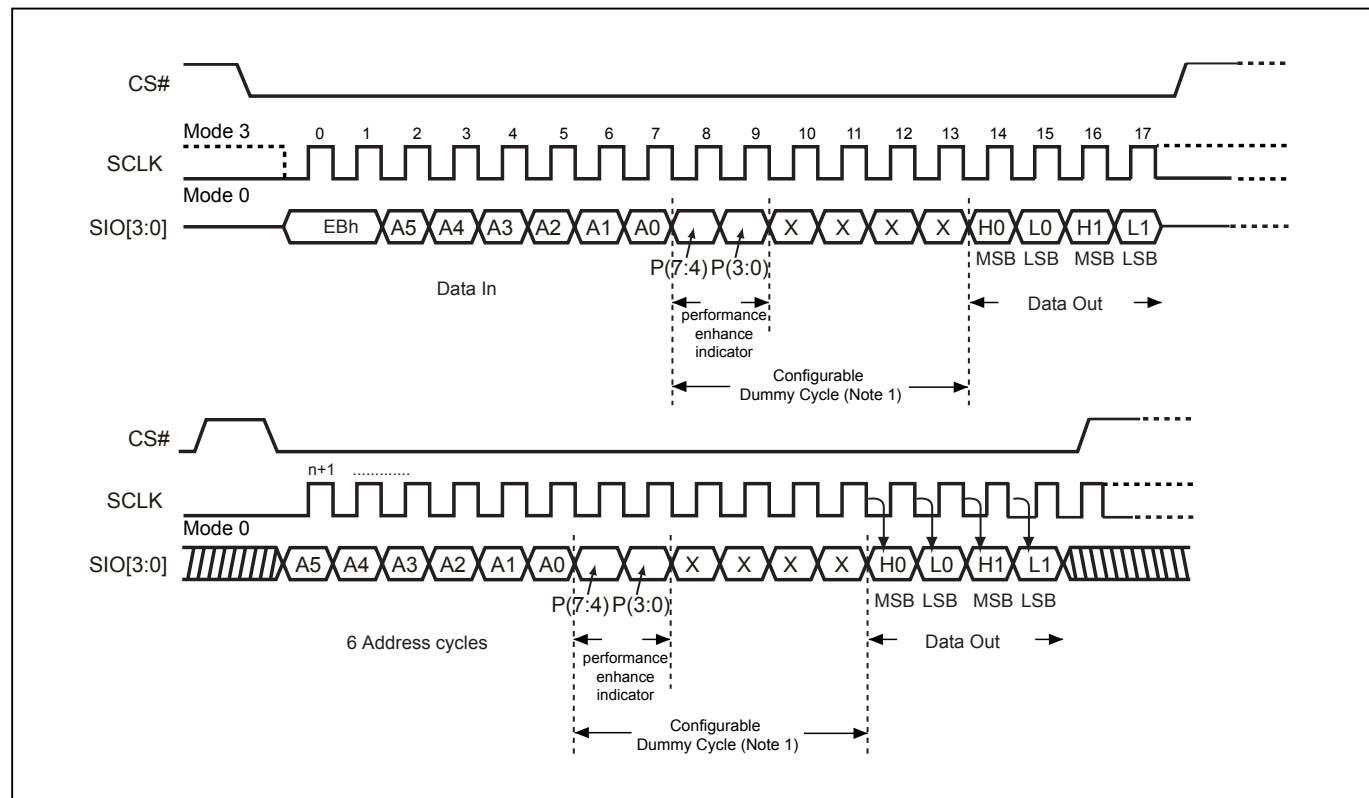 CS#
Mode 3
0 1 2 3 4 5 6 7 8 9 10 11 12 13 14 15 16 17
SCLK
Mode 0
SIO[3:0] EBh A5 A4 A3 A2 A1 A0 X X X X H0 L0 H1 L1
P(7:4) P(3:0) MSB LSB MSB LSB
Data In
Data Out
performance
enhance
indicator
Configurable
Dummy Cycle (Note 1)
CS#
n+1 .............
SCLK
Mode 0
SIO[3:0] A5 A4 A3 A2 A1 A0 X X X X H0 L0 H1 L1
P(7:4) P(3:0) MSB LSB MSB LSB
6 Address cycles
Data Out
performance
enhance
indicator
Configurable
Dummy Cycle (Note 1)